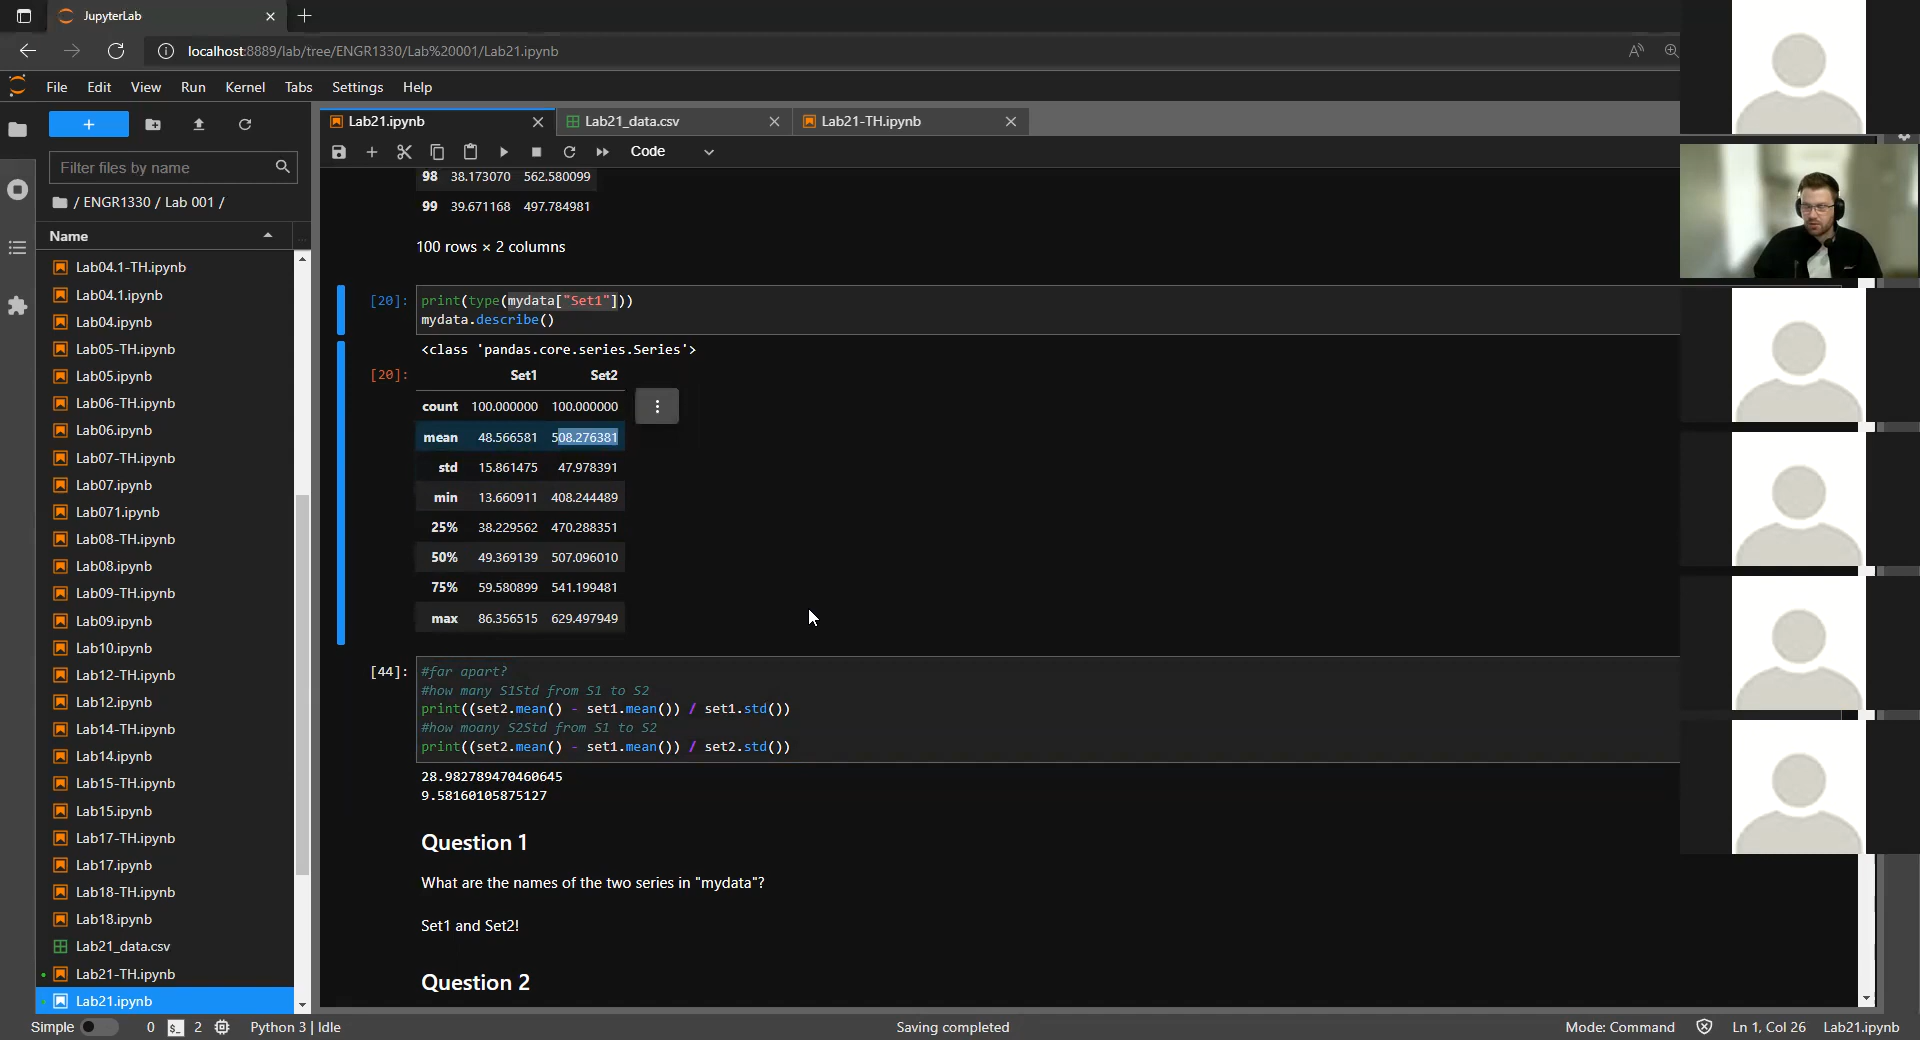 JupyterLab
localhost:8889/lab/tree/ENGR1330/Lab%20001/Lab21.ipynb
File Edit View Run Kernel Tabs Settings Help
Filter files by name
/ ENGR1330 / Lab 001 /
Name
Lab04.1-TH.ipynb
Lab04.1.ipynb
Lab04.ipynb
Lab05-TH.ipynb
Lab05.ipynb
Lab06-TH.ipynb
Lab06.ipynb
Lab07-TH.ipynb
Lab07.ipynb
Lab071.ipynb
Lab08-TH.ipynb
Lab08.ipynb
Lab09-TH.ipynb
Lab09.ipynb
Lab10.ipynb
Lab12-TH.ipynb
Lab12.ipynb
Lab14-TH.ipynb
Lab14.ipynb
Lab15-TH.ipynb
Lab15.ipynb
Lab17-TH.ipynb
Lab17.ipynb
Lab18-TH.ipynb
Lab18.ipynb
Lab21_data.csv
Lab21-TH.ipynb
Lab21.ipynb
Lab21.ipynb Lab21_data.csv Lab21-TH.ipynb
Code
98 38.173070 562.580099
99 39.671168 497.784981
100 rows × 2 columns
[20]: print(type(mydata["Set1"]))
mydata.describe()
<class 'pandas.core.series.Series'>
[20]: Set1 Set2
count 100.000000 100.000000
mean 48.566581 508.276381
std 15.861475 47.978391
min 13.660911 408.244489
25% 38.229562 470.288351
50% 49.369139 507.096010
75% 59.580899 541.199481
max 86.356515 629.497949
[44]: #far apart?
#how many S1Std from S1 to S2
print((set2.mean() - set1.mean()) / set1.std())
#how moany S2Std from S1 to S2
print((set2.mean() - set1.mean()) / set2.std())
28.982789470460645
9.58160105875127
Question 1
What are the names of the two series in "mydata"?
Set1 and Set2!
Question 2
Simple 0 2 Python 3 | Idle Saving completed Mode: Command Ln 1, Col 26 Lab21.ipynb